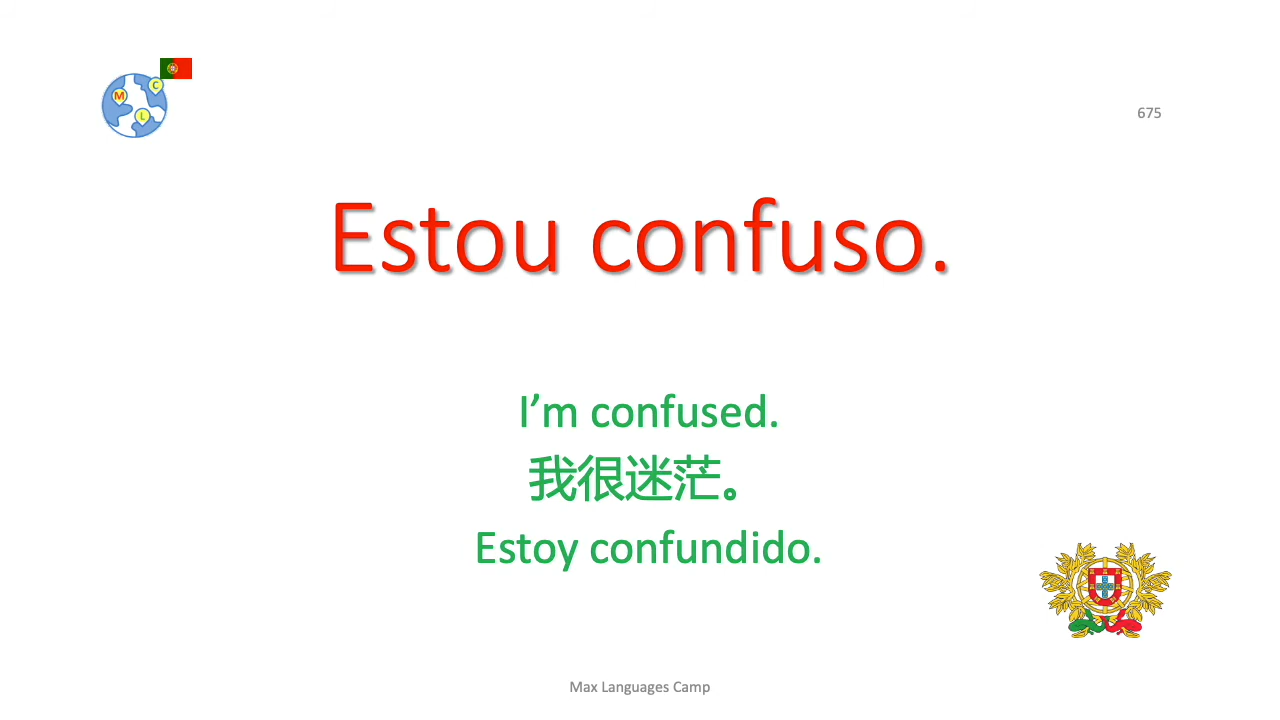 M C L
675
Estou confuso.
I’m confused.
我很迷茫。
Estoy confundido.
Max Languages Camp